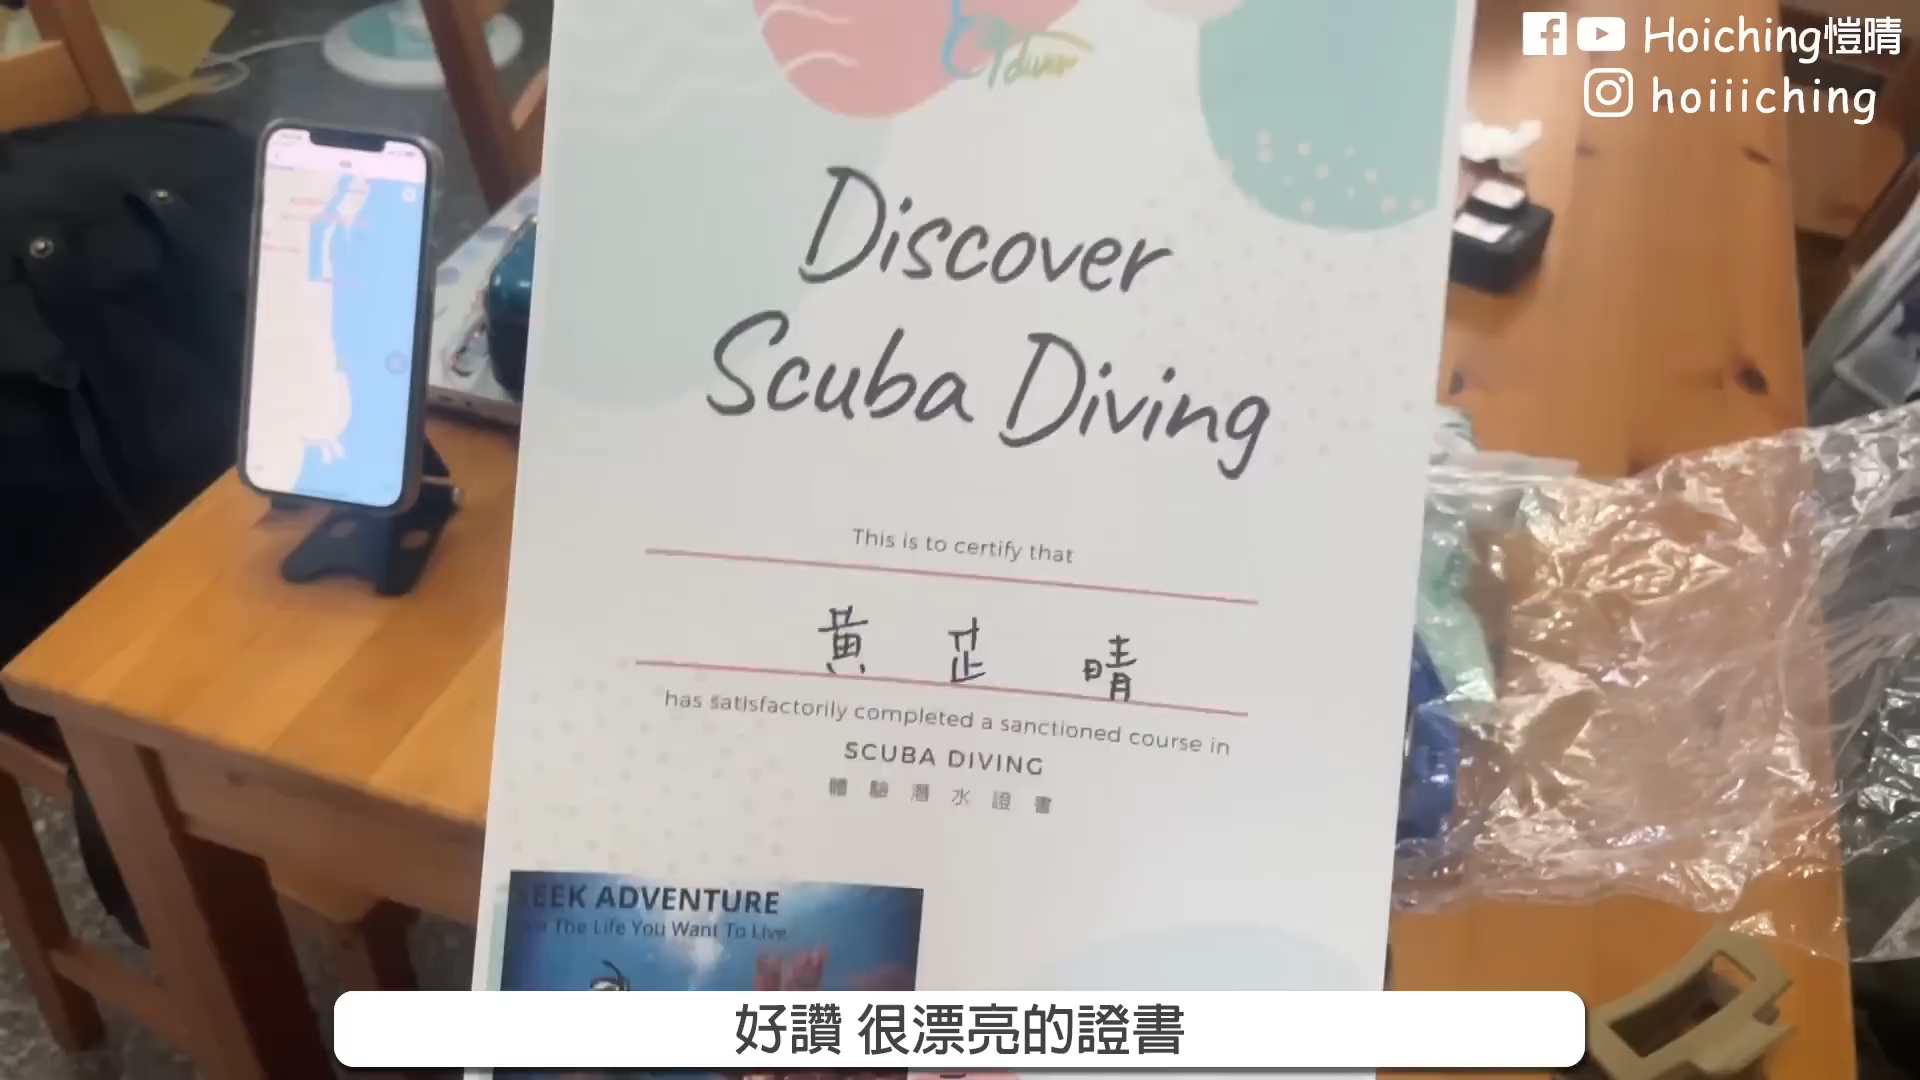 Hoiching愷晴
hoiiiching
Discover
Scuba Diving
This is to certify that
黃 芷 晴
has satisfactorily completed a sanctioned course in
SCUBA DIVING
體驗潛水證書
EEK ADVENTURE
The Life You Want To Live
好讚 很漂亮的證書